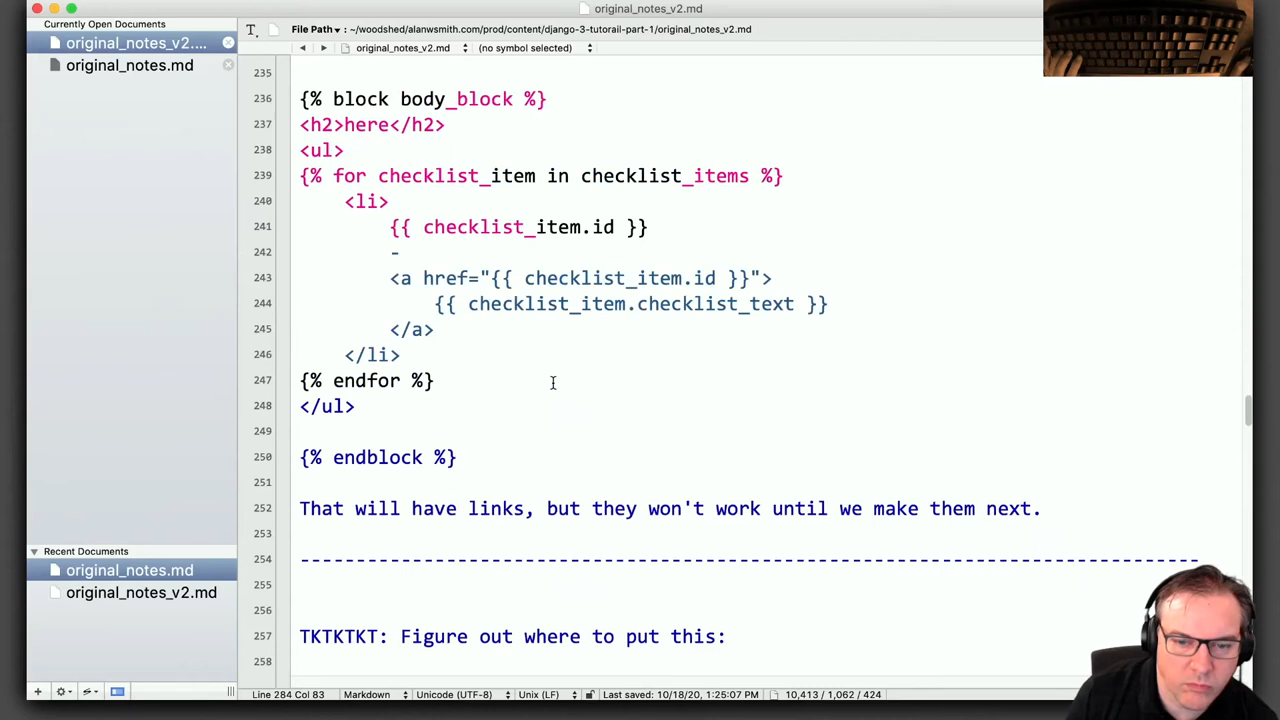 original_notes_v2.md
Currently Open Documents
original_notes_v2....
original_notes.md
File Path ▾ : ~/woodshed/alanwsmith.com/prod/content/django-3-tutorail-part-1/original_notes_v2.md
original_notes_v2.md
(no symbol selected)
235
236 {% block body_block %}
237 <h2>here</h2>
238 <ul>
239 {% for checklist_item in checklist_items %}
240 <li>
241 {{ checklist_item.id }}
242 -
243 <a href="{{ checklist_item.id }}">
244 {{ checklist_item.checklist_text }}
245 </a>
246 </li>
247 {% endfor %}
248 </ul>
249
250 {% endblock %}
251
252 That will have links, but they won't work until we make them next.
253
254 --------------------------------------------------------------------------------
255
256
257 TKTKTKT: Figure out where to put this:
258
Recent Documents
original_notes.md
original_notes_v2.md
Line 284 Col 83
Markdown
Unicode (UTF-8)
Unix (LF)
Last saved: 10/18/20, 1:25:07 PM
10,413 / 1,062 / 424